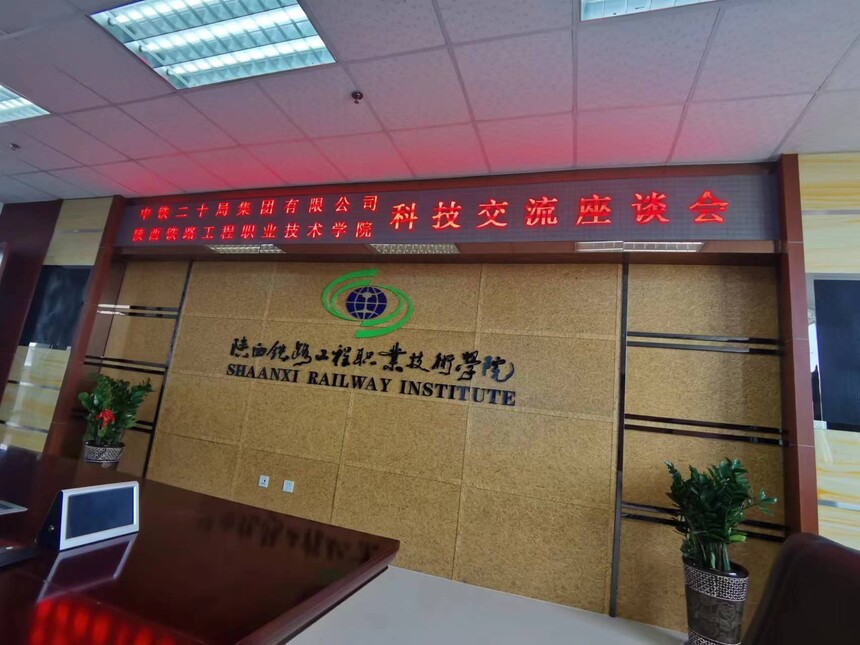 中铁二十局集团有限公司
陕西铁路工程职业技术学院
科技交流座谈会
陕西铁路工程职业技术学院
SHAANXI RAILWAY INSTITUTE